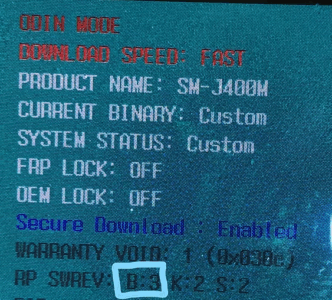 ODIN MODE
DOWNLOAD SPEED: FAST
PRODUCT NAME: SM-J400M
CURRENT BINARY: Custom
SYSTEM STATUS: Custom
FRP LOCK: OFF
OEM LOCK: OFF
Secure Download : Enabled
WARRANTY VOID: 1 (0x030c)
RP SWREV: B:3 K:2 S:2